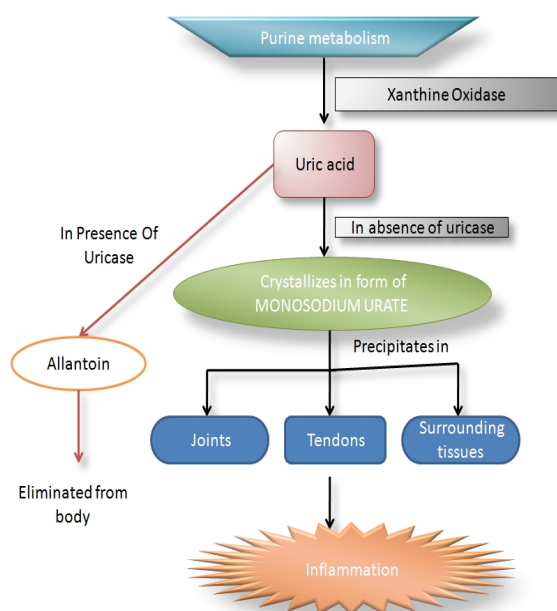 Purine metabolism
Xanthine Oxidase
Uric acid
In Presence Of
Uricase
In absence of uricase
Crystallizes in form of
MONOSODIUM URATE
Precipitates in
Allantoin
Joints
Tendons
Surrounding
tissues
Eliminated from
body
Inflammation